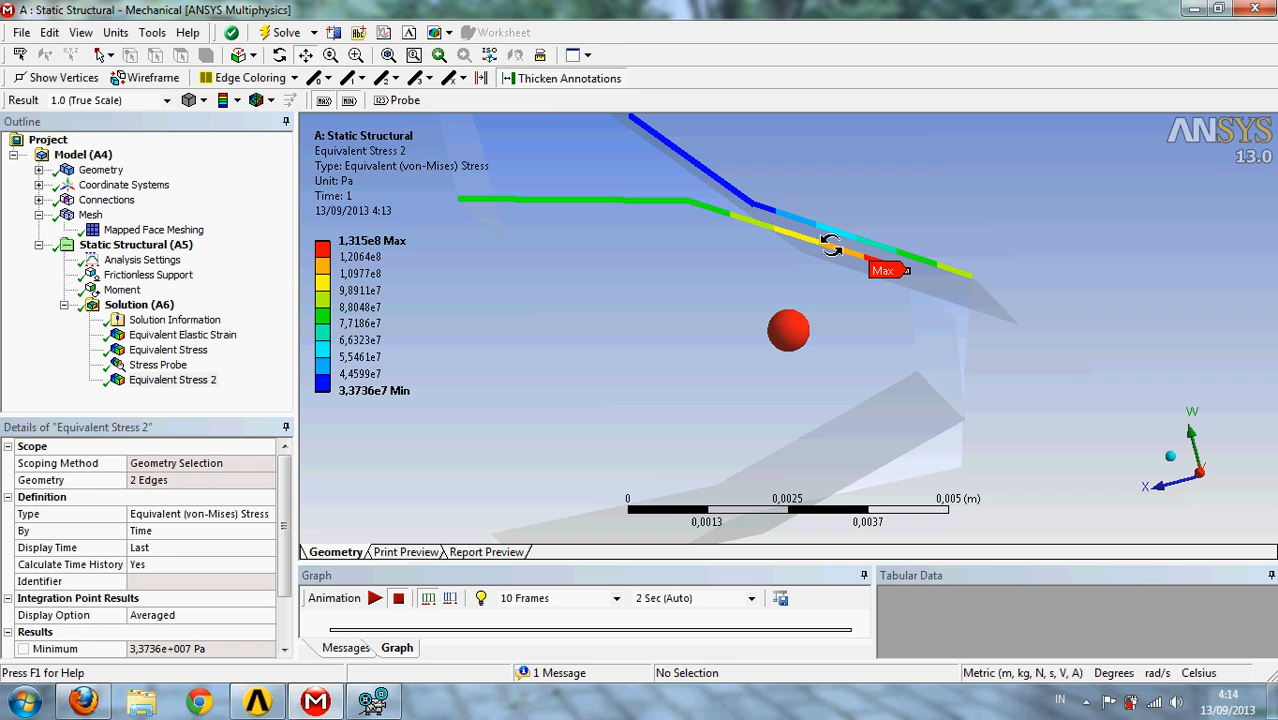 A : Static Structural - Mechanical [ANSYS Multiphysics]
File Edit View Units Tools Help Solve Worksheet
Show Vertices Wireframe Edge Coloring Thicken Annotations
Result 1.0 (True Scale) MAX MIN Probe
Outline
Project
Model (A4)
Geometry
Coordinate Systems
Connections
Mesh
Mapped Face Meshing
Static Structural (A5)
Analysis Settings
Frictionless Support
Moment
Solution (A6)
Solution Information
Equivalent Elastic Strain
Equivalent Stress
Stress Probe
Equivalent Stress 2
Details of "Equivalent Stress 2"
Scope
Scoping Method Geometry Selection
Geometry 2 Edges
Definition
Type Equivalent (von-Mises) Stress
By Time
Display Time Last
Calculate Time History Yes
Identifier
Integration Point Results
Display Option Averaged
Results
Minimum 3,3736e+007 Pa
A: Static Structural
Equivalent Stress 2
Type: Equivalent (von-Mises) Stress
Unit: Pa
Time: 1
13/09/2013 4:13
1,315e8 Max
1,2064e8
1,0977e8
9,8911e7
8,8048e7
7,7186e7
6,6323e7
5,5461e7
4,4599e7
3,3736e7 Min
Max
ANSYS
13.0
W
X
0 0,0025 0,005 (m)
0,0013 0,0037
Geometry Print Preview Report Preview
Graph
Animation 10 Frames 2 Sec (Auto)
Messages Graph
Tabular Data
Press F1 for Help 1 Message No Selection Metric (m, kg, N, s, V, A) Degrees rad/s Celsius
IN 4:14
13/09/2013